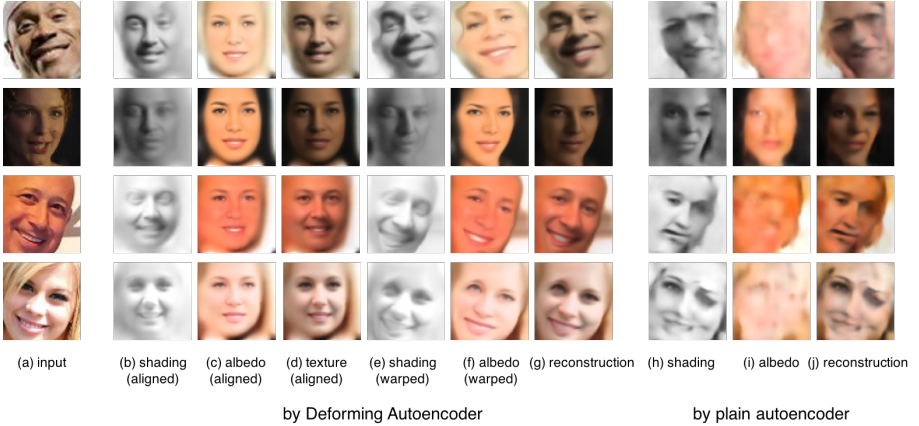 (a) input
(b) shading
(aligned)
(c) albedo
(aligned)
(d) texture
(aligned)
(e) shading
(warped)
(f) albedo
(warped)
(g) reconstruction
(h) shading
(i) albedo
(j) reconstruction
by Deforming Autoencoder
by plain autoencoder